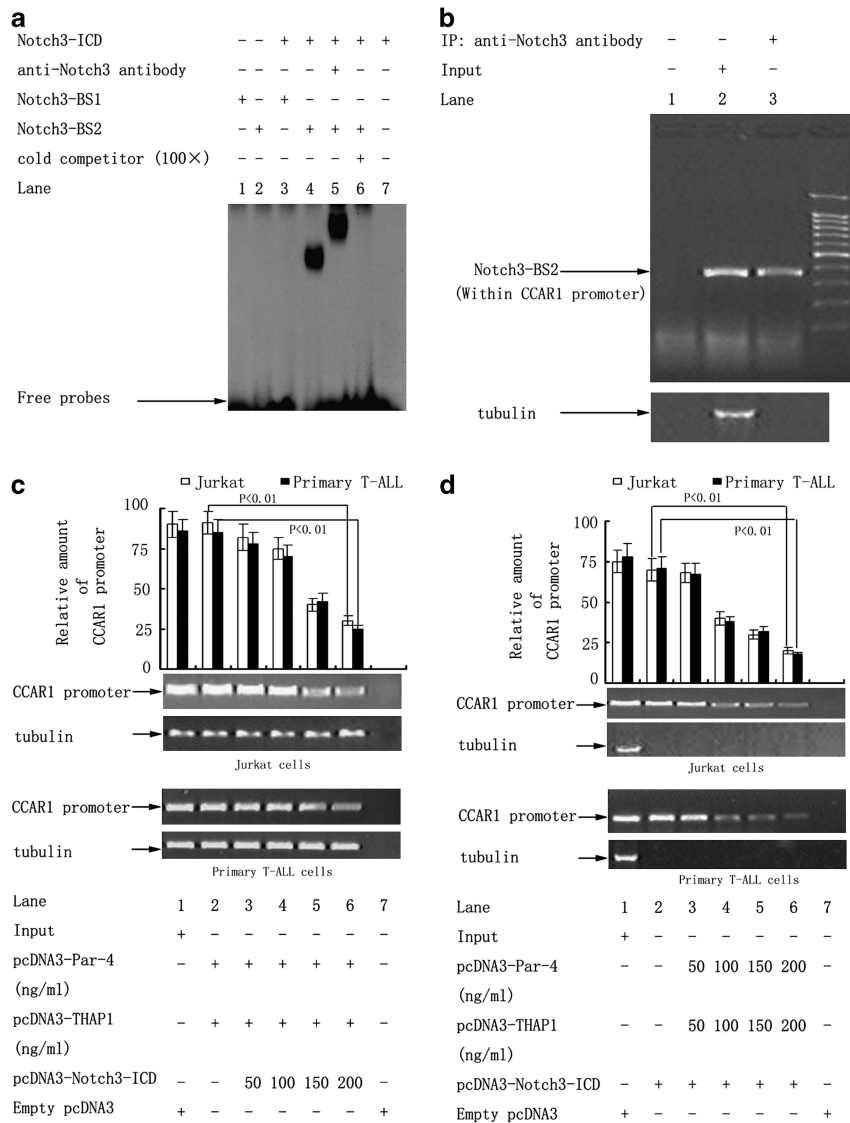 a
Notch3-ICD – – + + + + +
anti-Notch3 antibody – – – – + – –
Notch3-BS1 + – + – – – –
Notch3-BS2 – + – + + + –
cold competitor (100×) – – – – – + –
Lane 1 2 3 4 5 6 7
Free probes
b
IP: anti-Notch3 antibody – – +
Input – + –
Lane 1 2 3
Notch3-BS2
(Within CCAR1 promoter)
tubulin
c
Jurkat Primary T-ALL
P<0.01
P<0.01
Relative amount
of
CCAR1 promoter
100
75
50
25
0
CCAR1 promoter
tubulin
Jurkat cells
CCAR1 promoter
tubulin
Primary T-ALL cells
Lane 1 2 3 4 5 6 7
Input + – – – – – –
pcDNA3-Par-4 – + + + + + –
(ng/ml)
pcDNA3-THAP1 – + + + + + –
(ng/ml)
pcDNA3-Notch3-ICD – – 50 100 150 200 –
Empty pcDNA3 + – – – – – +
d
Jurkat Primary T-ALL
P<0.01
P<0.01
Relative amount
of
CCAR1 promoter
100
75
50
25
0
CCAR1 promoter
tubulin
Jurkat cells
CCAR1 promoter
tubulin
Primary T-ALL cells
Lane 1 2 3 4 5 6 7
Input + – – – – – –
pcDNA3-Par-4 – – 50 100 150 200 –
(ng/ml)
pcDNA3-THAP1 – – 50 100 150 200 –
(ng/ml)
pcDNA3-Notch3-ICD – + + + + + –
Empty pcDNA3 + – – – – – +